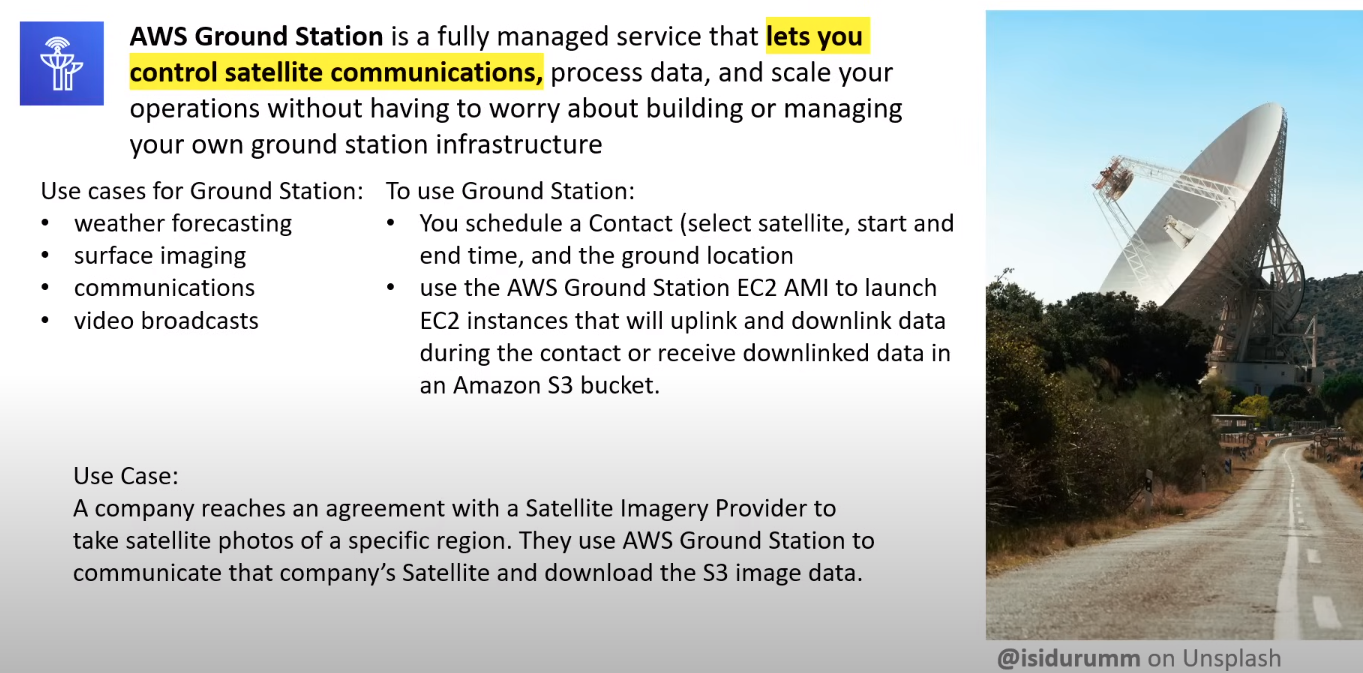 AWS Ground Station is a fully managed service that lets you
control satellite communications, process data, and scale your
operations without having to worry about building or managing
your own ground station infrastructure
Use cases for Ground Station:
• weather forecasting
• surface imaging
• communications
• video broadcasts
To use Ground Station:
• You schedule a Contact (select satellite, start and
end time, and the ground location
• use the AWS Ground Station EC2 AMI to launch
EC2 instances that will uplink and downlink data
during the contact or receive downlinked data in
an Amazon S3 bucket.
Use Case:
A company reaches an agreement with a Satellite Imagery Provider to
take satellite photos of a specific region. They use AWS Ground Station to
communicate that company’s Satellite and download the S3 image data.
@isidurumm on Unsplash